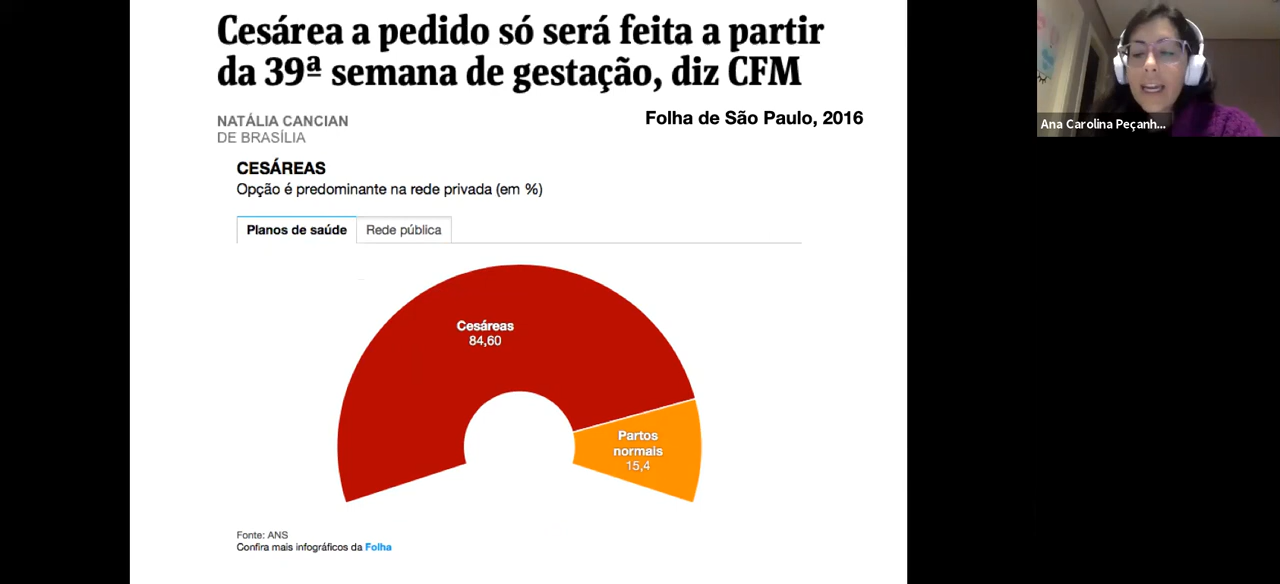 Cesárea a pedido só será feita a partir
da 39ª semana de gestação, diz CFM
NATÁLIA CANCIAN
DE BRASÍLIA
Folha de São Paulo, 2016
CESÁREAS
Opção é predominante na rede privada (em %)
Planos de saúde
Rede pública
Cesáreas
84,60
Partos
normais
15,4
Fonte: ANS
Confira mais infográficos da Folha
Ana Carolina Peçanh...